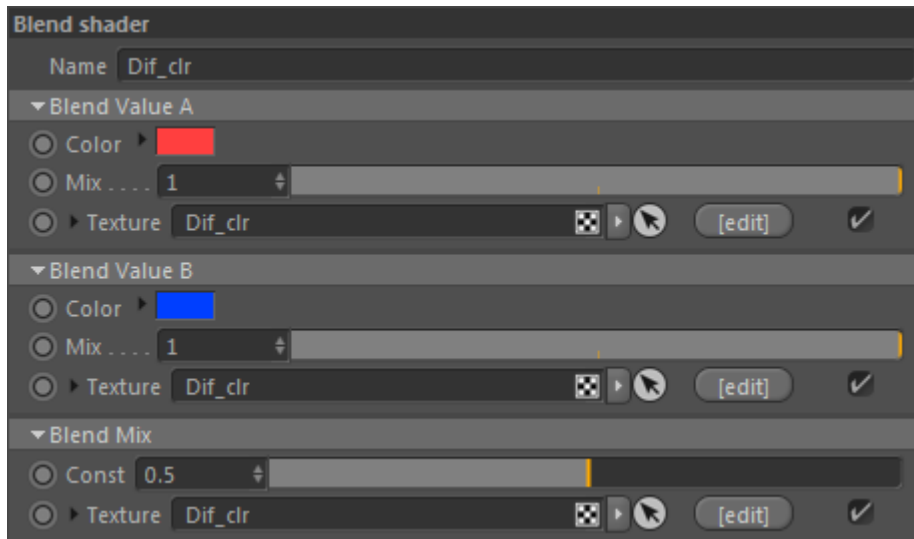 Blend shader
Name Dif_clr
Blend Value A
Color
Mix . . . . 1
Texture Dif_clr [edit]
Blend Value B
Color
Mix . . . . 1
Texture Dif_clr [edit]
Blend Mix
Const 0.5
Texture Dif_clr [edit]